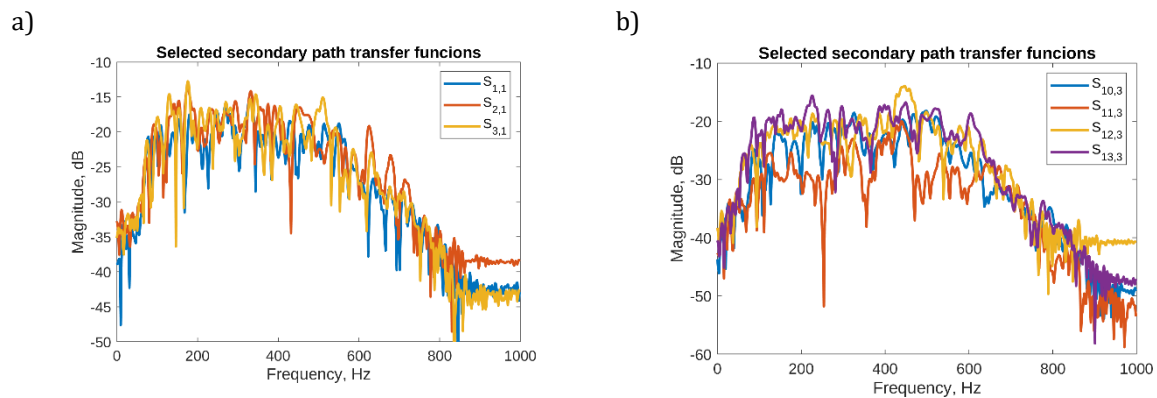 a)
Selected secondary path transfer funcions
Magnitude, dB
-10
-15
-20
-25
-30
-35
-40
-45
-50
0
200
400
600
800
1000
Frequency, Hz
S1,1
S2,1
S3,1
b)
Selected secondary path transfer funcions
Magnitude, dB
-10
-20
-30
-40
-50
-60
0
200
400
600
800
1000
Frequency, Hz
S10,3
S11,3
S12,3
S13,3